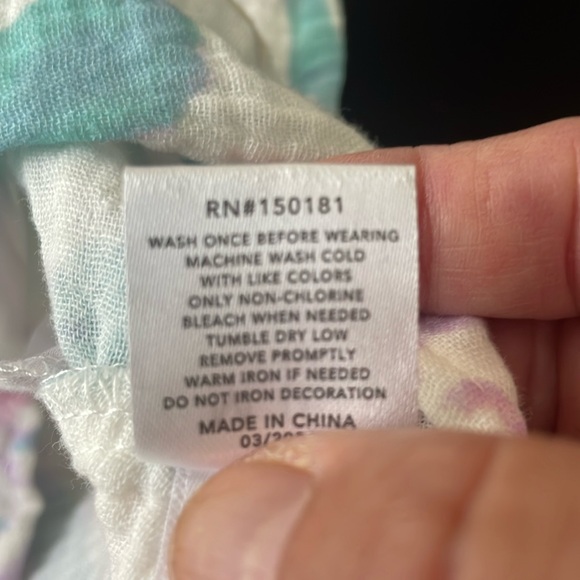 RN#150181
WASH ONCE BEFORE WEARING
MACHINE WASH COLD
WITH LIKE COLORS
ONLY NON-CHLORINE
BLEACH WHEN NEEDED
TUMBLE DRY LOW
REMOVE PROMPTLY
WARM IRON IF NEEDED
DO NOT IRON DECORATION
MADE IN CHINA